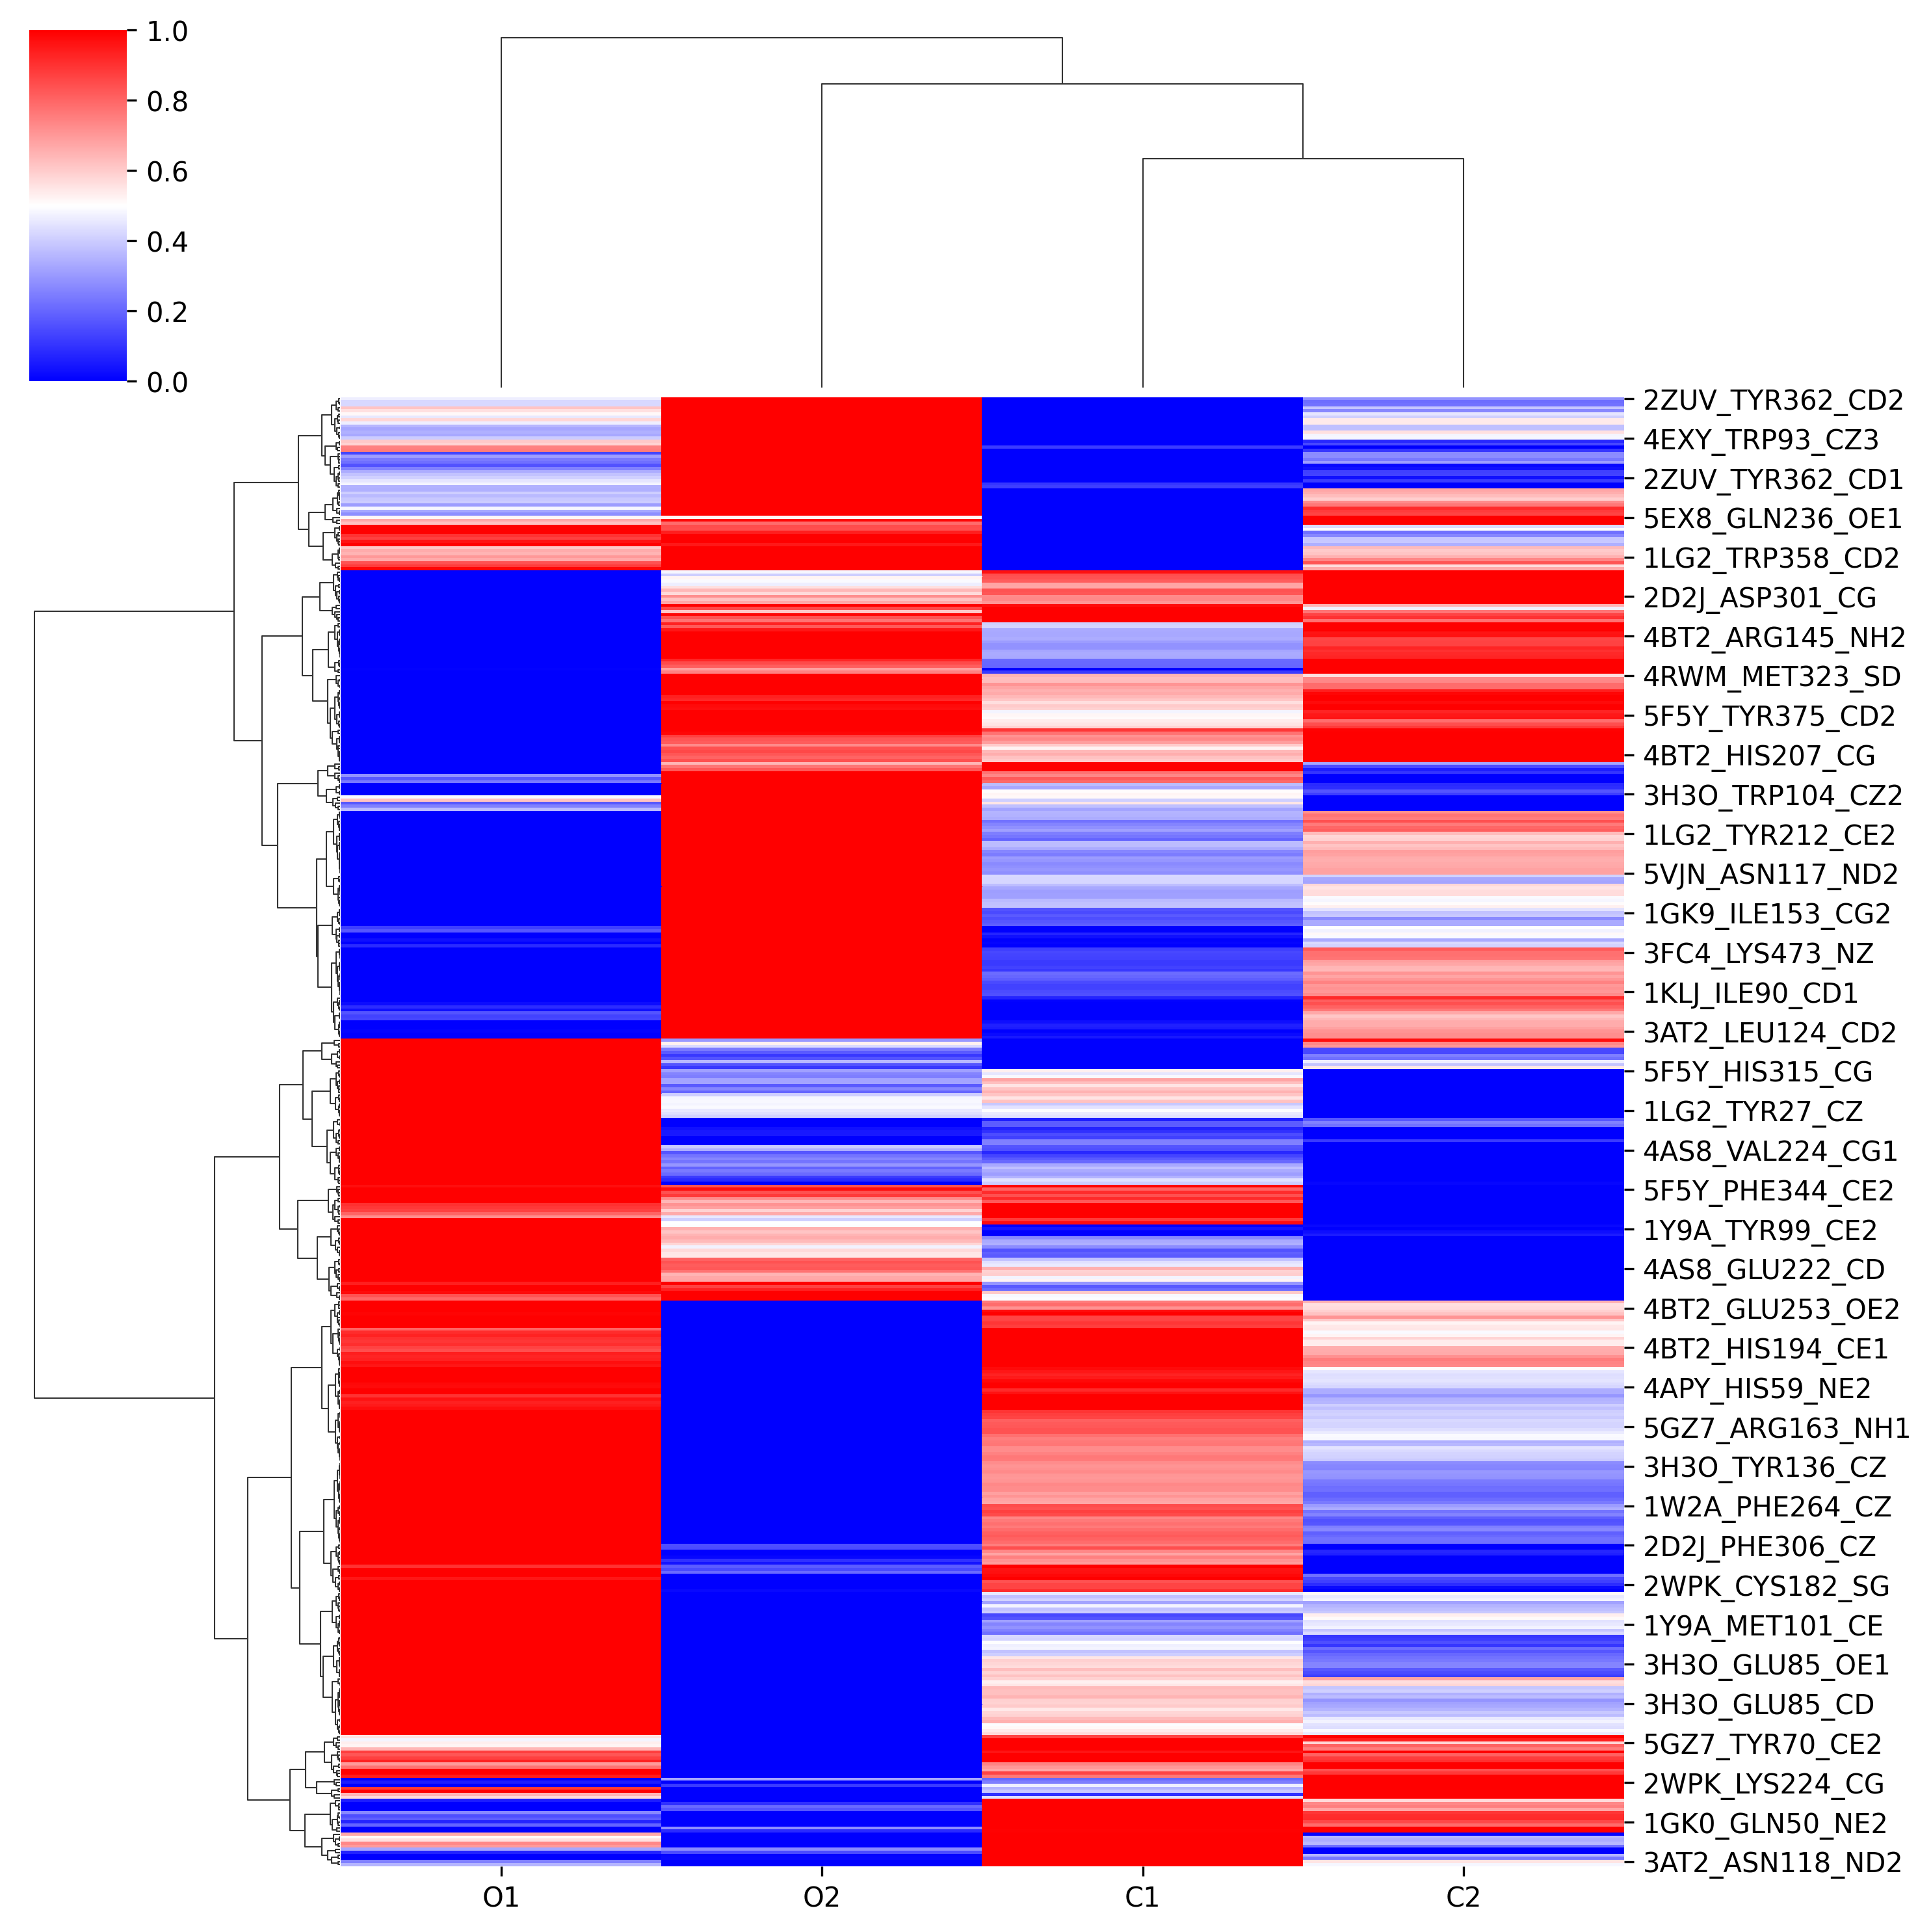 1.0
0.8
0.6
0.4
0.2
0.0
2ZUV_TYR362_CD2
4EXY_TRP93_CZ3
2ZUV_TYR362_CD1
5EX8_GLN236_OE1
1LG2_TRP358_CD2
2D2J_ASP301_CG
4BT2_ARG145_NH2
4RWM_MET323_SD
5F5Y_TYR375_CD2
4BT2_HIS207_CG
3H3O_TRP104_CZ2
1LG2_TYR212_CE2
5VJN_ASN117_ND2
1GK9_ILE153_CG2
3FC4_LYS473_NZ
1KLJ_ILE90_CD1
3AT2_LEU124_CD2
5F5Y_HIS315_CG
1LG2_TYR27_CZ
4AS8_VAL224_CG1
5F5Y_PHE344_CE2
1Y9A_TYR99_CE2
4AS8_GLU222_CD
4BT2_GLU253_OE2
4BT2_HIS194_CE1
4APY_HIS59_NE2
5GZ7_ARG163_NH1
3H3O_TYR136_CZ
1W2A_PHE264_CZ
2D2J_PHE306_CZ
2WPK_CYS182_SG
1Y9A_MET101_CE
3H3O_GLU85_OE1
3H3O_GLU85_CD
5GZ7_TYR70_CE2
2WPK_LYS224_CG
1GK0_GLN50_NE2
3AT2_ASN118_ND2
O1 O2 C1 C2